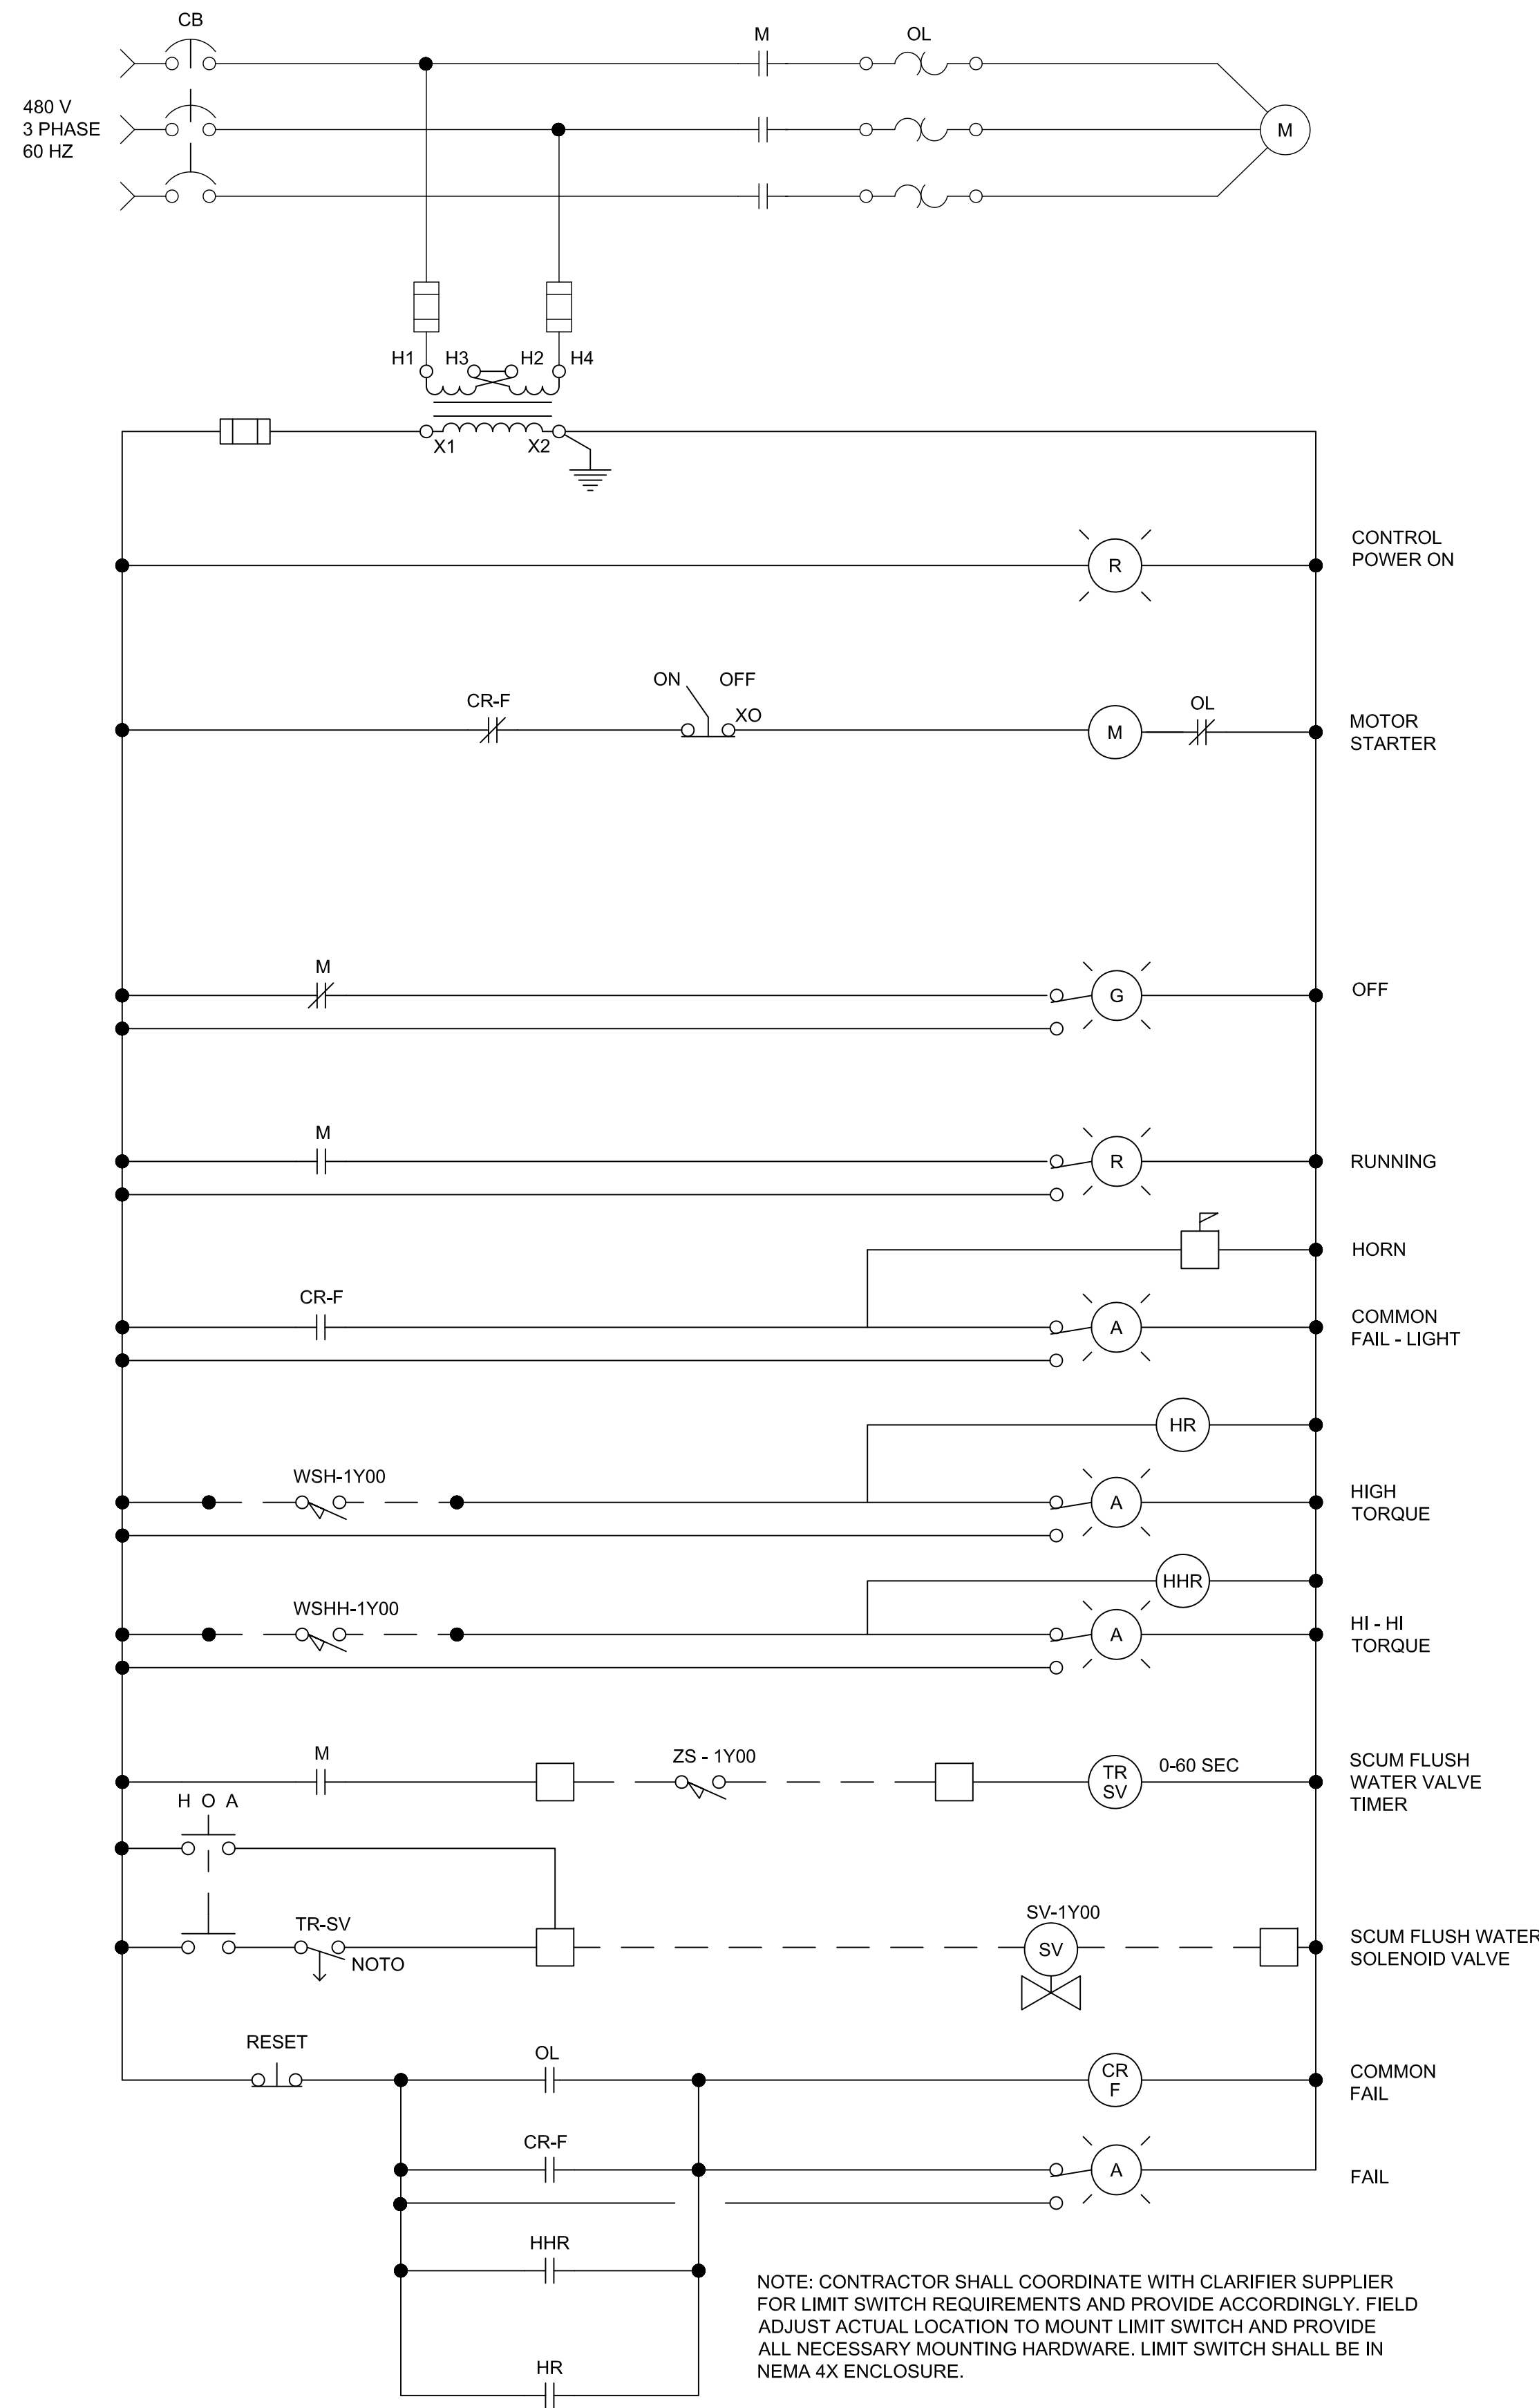 CB
M
OL
480 V
3 PHASE
60 HZ
M
H1 H3 H2 H4
X1 X2
CONTROL
POWER ON
R
CR-F
ON OFF
XO
M
OL
MOTOR
STARTER
M
G
OFF
M
R
RUNNING
HORN
CR-F
A
COMMON
FAIL - LIGHT
HR
WSH-1Y00
A
HIGH
TORQUE
HHR
WSHH-1Y00
A
HI - HI
TORQUE
M
ZS - 1Y00
TR
SV
0-60 SEC
SCUM FLUSH
WATER VALVE
TIMER
H O A
TR-SV
NOTO
SV-1Y00
SV
SCUM FLUSH WATER
SOLENOID VALVE
RESET
OL
CR
F
COMMON
FAIL
CR-F
A
FAIL
HHR
HR
NOTE: CONTRACTOR SHALL COORDINATE WITH CLARIFIER SUPPLIER
FOR LIMIT SWITCH REQUIREMENTS AND PROVIDE ACCORDINGLY. FIELD
ADJUST ACTUAL LOCATION TO MOUNT LIMIT SWITCH AND PROVIDE
ALL NECESSARY MOUNTING HARDWARE. LIMIT SWITCH SHALL BE IN
NEMA 4X ENCLOSURE.